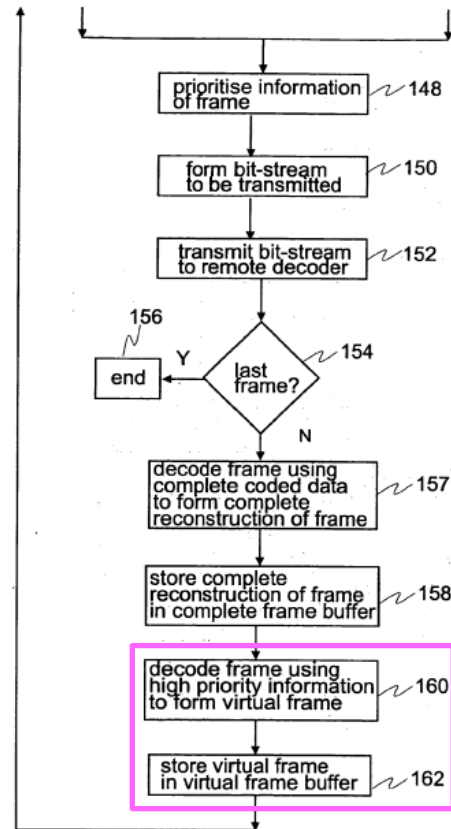 prioritise information
of frame
148
form bit-stream
to be transmitted
150
transmit bit-stream
to remote decoder
152
156
154
Y
end
last
frame?
N
decode frame using
complete coded data
to form complete
reconstruction of frame
157
store complete
reconstruction of frame
in complete frame buffer
158
decode frame using
high priority information
to form virtual frame
160
store virtual frame
in virtual frame buffer
162